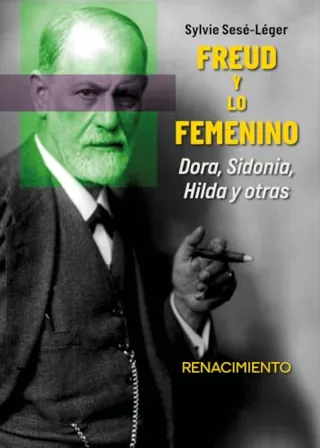 Sylvie Sesé-Léger
FREUD
Y
LO
FEMENINO
Dora, Sidonia,
Hilda y otras
RENACIMIENTO